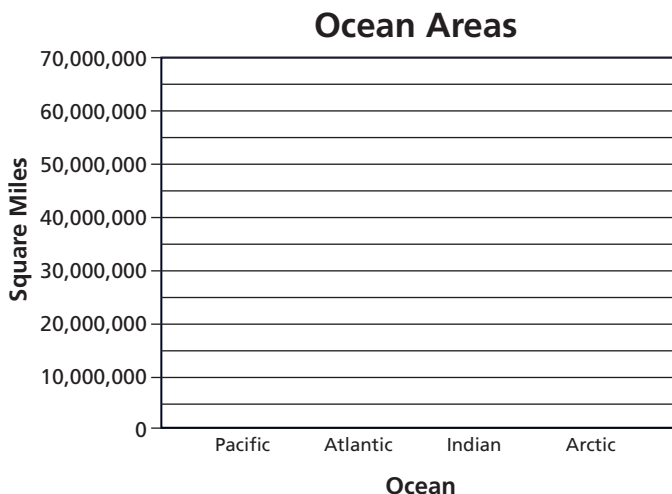 Ocean Areas
Square Miles
70,000,000
60,000,000
50,000,000
40,000,000
30,000,000
20,000,000
10,000,000
0
Pacific Atlantic Indian Arctic
Ocean